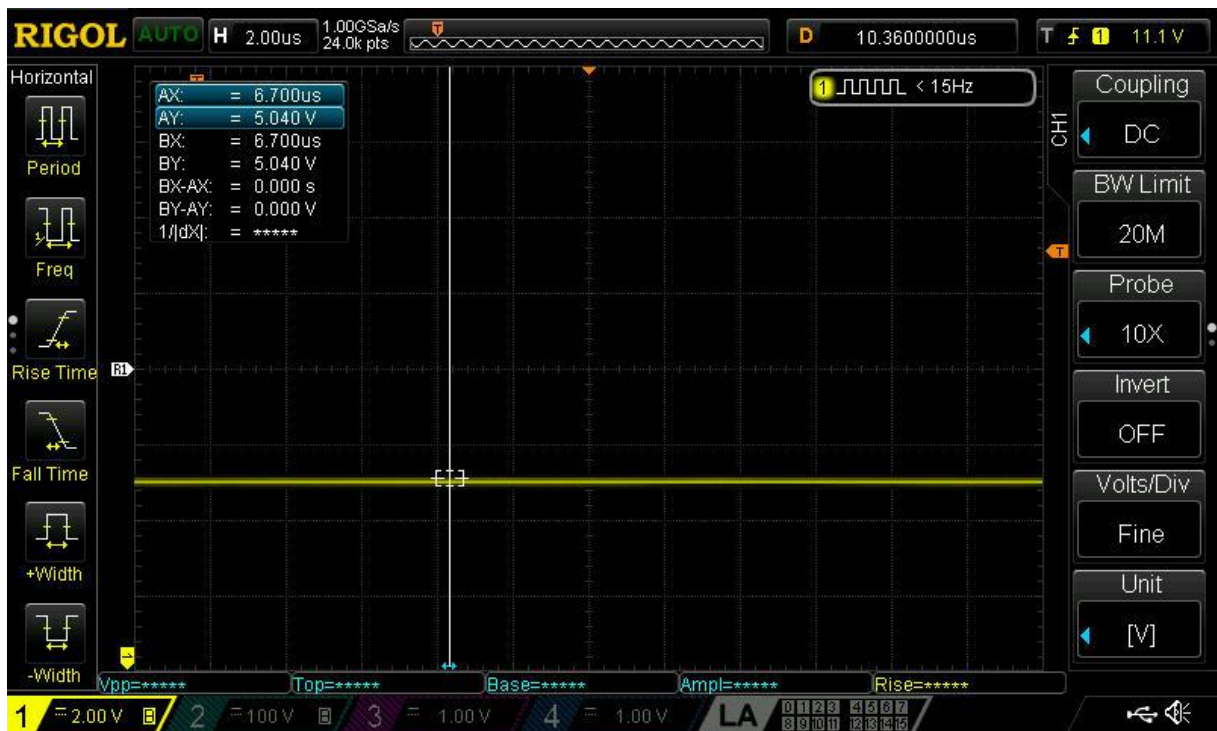 RIGOL AUTO H 2.00us 1.00GSa/s 24.0k pts T D 10.3600000us T 1 11.1 V
Horizontal
Period
Freq
Rise Time
Fall Time
+Width
-Width
AX: = 6.700us
AY: = 5.040 V
BX: = 6.700us
BY: = 5.040 V
BX-AX: = 0.000 s
BY-AY: = 0.000 V
1/|dX|: = *****
1 < 15Hz
T
R1
CH1
Coupling
DC
BW Limit
20M
Probe
10X
Invert
OFF
Volts/Div
Fine
Unit
[V]
Vpp=***** Top=***** Base=***** Ampl=***** Rise=*****
1 2.00 V B 2 100 V B 3 1.00 V 4 1.00 V LA 0 1 2 3 4 5 6 7
8 9 10 11 12 13 14 15